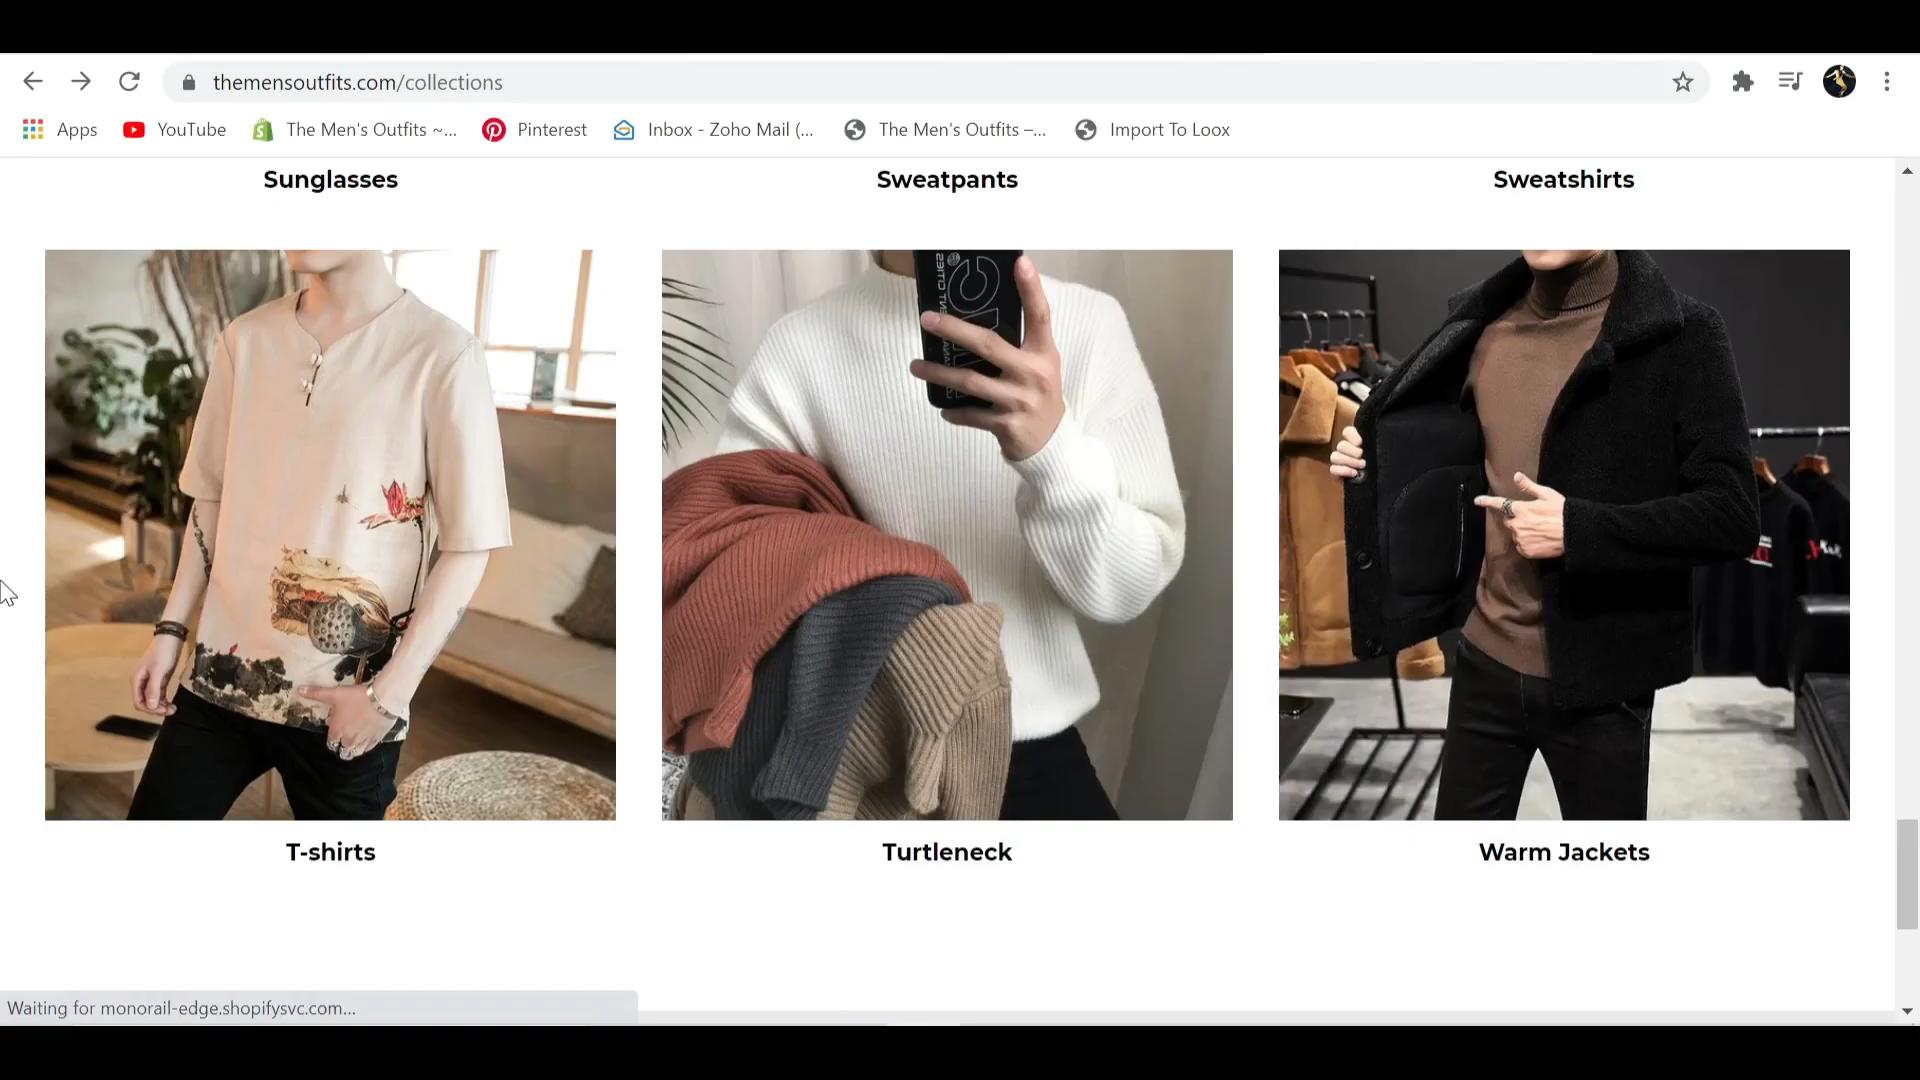 themensoutfits.com/collections
Apps YouTube The Men's Outfits ~... Pinterest Inbox - Zoho Mail (... The Men's Outfits –... Import To Loox
Sunglasses Sweatpants Sweatshirts
T-shirts Turtleneck Warm Jackets
Waiting for monorail-edge.shopifysvc.com...